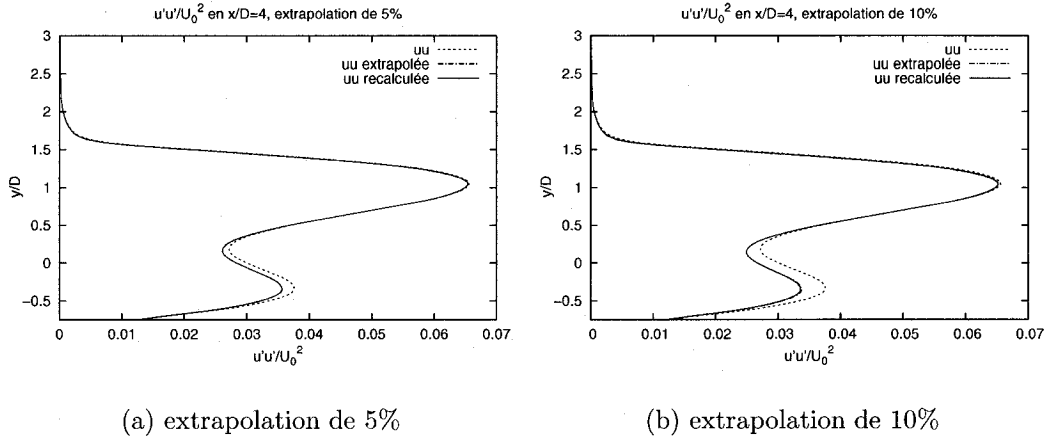 u'u'/U₀² en x/D=4, extrapolation de 5%
3
2.5
2
1.5
1
0.5
0
−0.5
y/D
uu
uu extrapolée
uu recalculée
0 0.01 0.02 0.03 0.04 0.05 0.06 0.07
u'u'/U₀²
(a) extrapolation de 5%
u'u'/U₀² en x/D=4, extrapolation de 10%
3
2.5
2
1.5
1
0.5
0
−0.5
y/D
uu
uu extrapolée
uu recalculée
0 0.01 0.02 0.03 0.04 0.05 0.06 0.07
u'u'/U₀²
(b) extrapolation de 10%